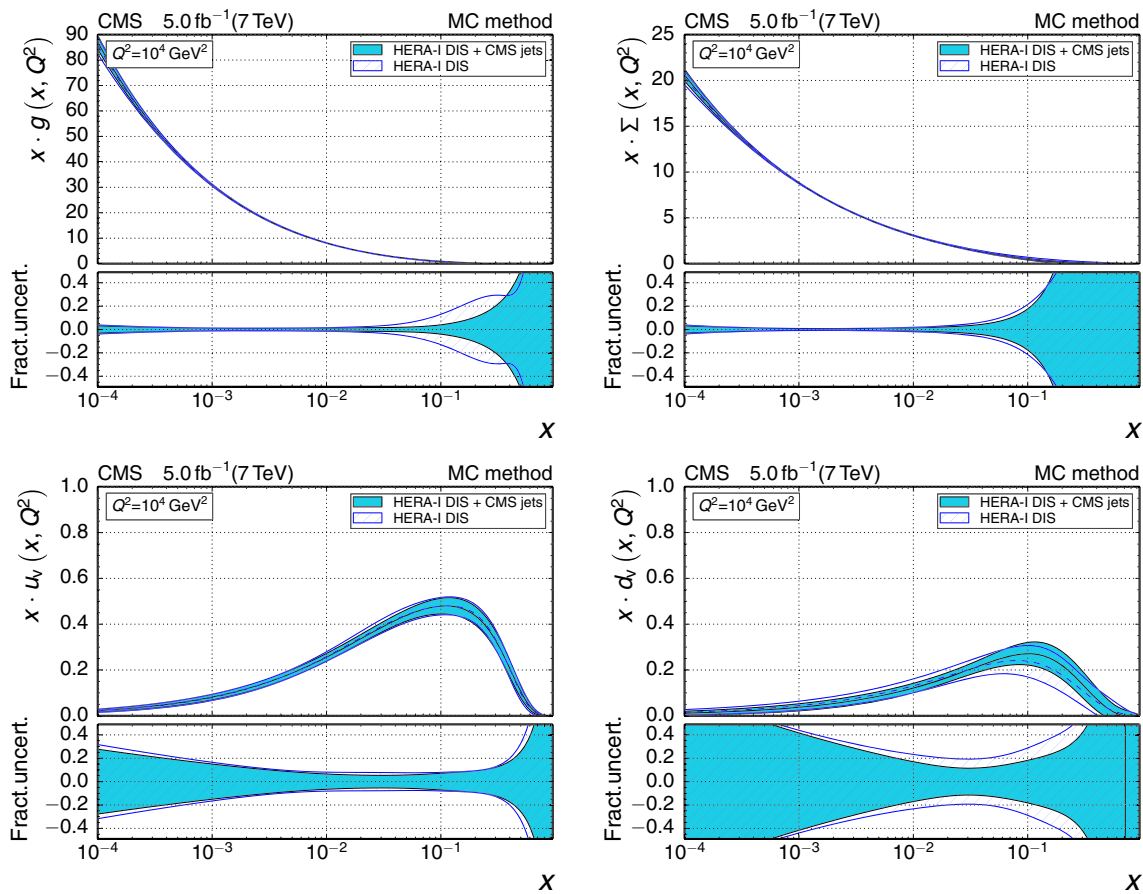 CMS 5.0 fb⁻¹(7 TeV) MC method
Q²=10⁴ GeV²
HERA-I DIS + CMS jets
HERA-I DIS
x · g (x, Q²)
90
80
70
60
50
40
30
20
10
0
Fract.uncert.
0.4
0.2
0.0
−0.2
−0.4
10⁻⁴ 10⁻³ 10⁻² 10⁻¹
x
CMS 5.0 fb⁻¹(7 TeV) MC method
Q²=10⁴ GeV²
HERA-I DIS + CMS jets
HERA-I DIS
x · Σ (x, Q²)
25
20
15
10
5
0
Fract.uncert.
0.4
0.2
0.0
−0.2
−0.4
10⁻⁴ 10⁻³ 10⁻² 10⁻¹
x
CMS 5.0 fb⁻¹(7 TeV) MC method
Q²=10⁴ GeV²
HERA-I DIS + CMS jets
HERA-I DIS
x · uᵥ (x, Q²)
1.0
0.8
0.6
0.4
0.2
0.0
Fract.uncert.
0.4
0.2
0.0
−0.2
−0.4
10⁻⁴ 10⁻³ 10⁻² 10⁻¹
x
CMS 5.0 fb⁻¹(7 TeV) MC method
Q²=10⁴ GeV²
HERA-I DIS + CMS jets
HERA-I DIS
x · dᵥ (x, Q²)
1.0
0.8
0.6
0.4
0.2
0.0
Fract.uncert.
0.4
0.2
0.0
−0.2
−0.4
10⁻⁴ 10⁻³ 10⁻² 10⁻¹
x